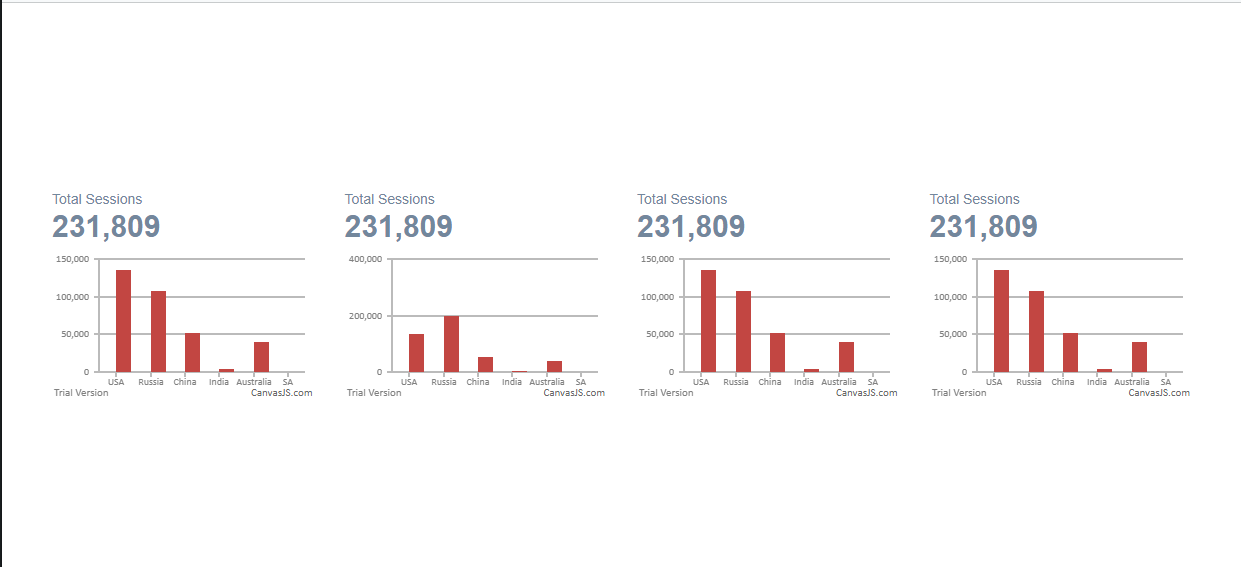 Total Sessions
231,809
150,000
100,000
50,000
0
USA Russia China India Australia SA
Trial Version CanvasJS.com
Total Sessions
231,809
400,000
200,000
0
USA Russia China India Australia SA
Trial Version CanvasJS.com
Total Sessions
231,809
150,000
100,000
50,000
0
USA Russia China India Australia SA
Trial Version CanvasJS.com
Total Sessions
231,809
150,000
100,000
50,000
0
USA Russia China India Australia SA
Trial Version CanvasJS.com